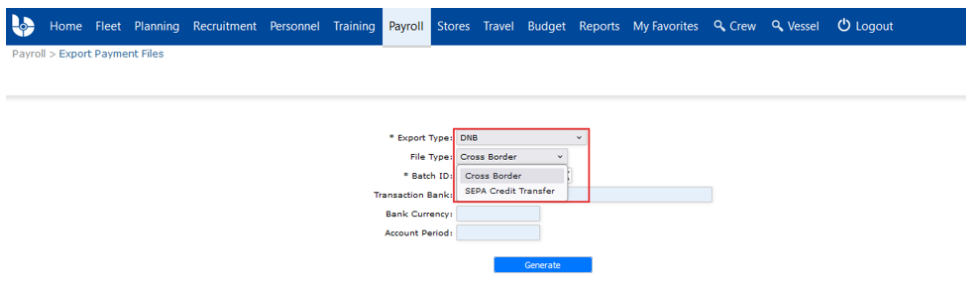 Home Fleet Planning Recruitment Personnel Training Payroll Stores Travel Budget Reports My Favorites Crew Vessel Logout
Payroll > Export Payment Files
* Export Type: DNB
File Type: Cross Border
* Batch ID:
Cross Border
SEPA Credit Transfer
Transaction Bank:
Bank Currency:
Account Period:
Generate